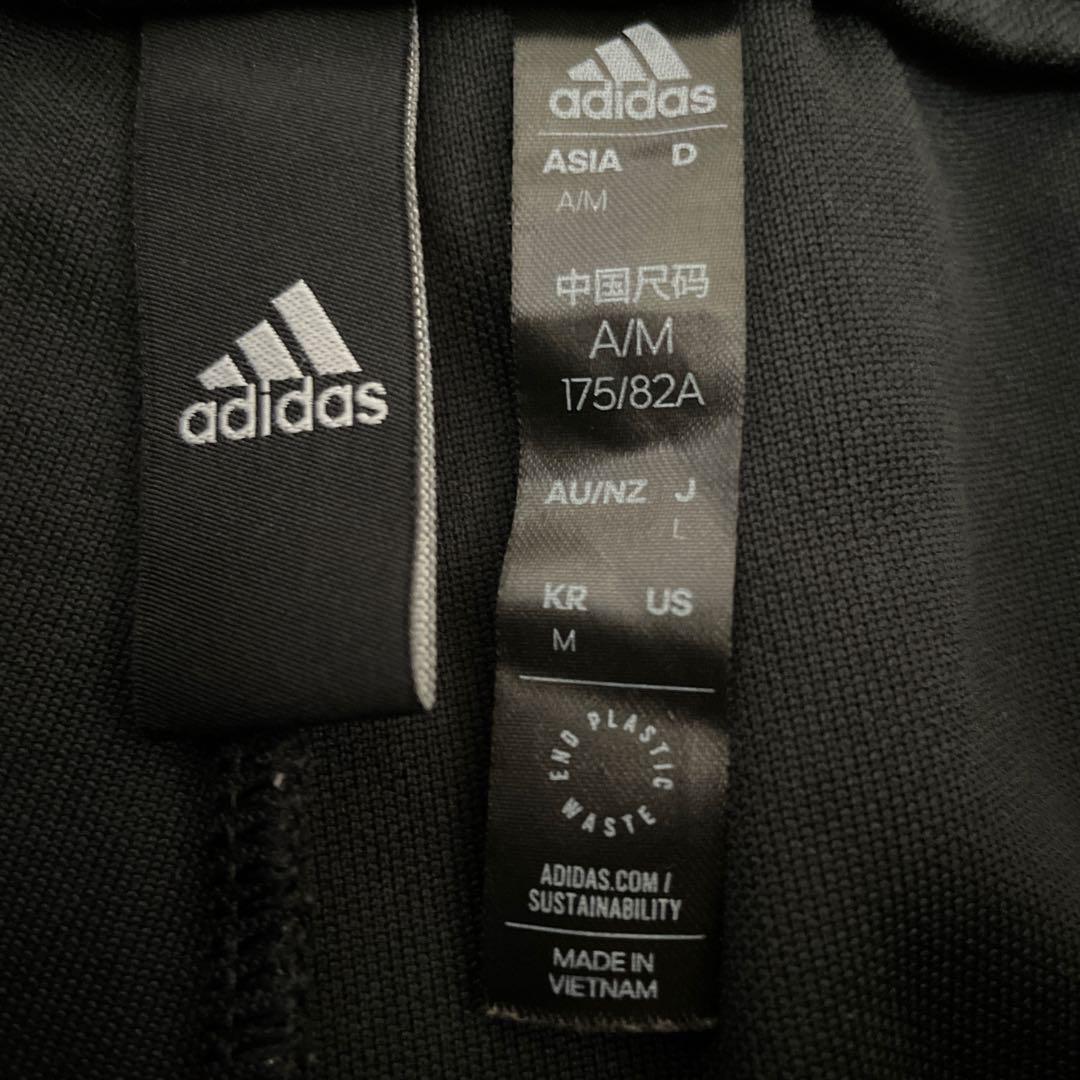 adidas
adidas
ASIA D
A/M
中国尺码
A/M
175/82A
AU/NZ J
L
KR US
M
END PLASTIC WASTE
ADIDAS.COM /
SUSTAINABILITY
MADE IN
VIETNAM